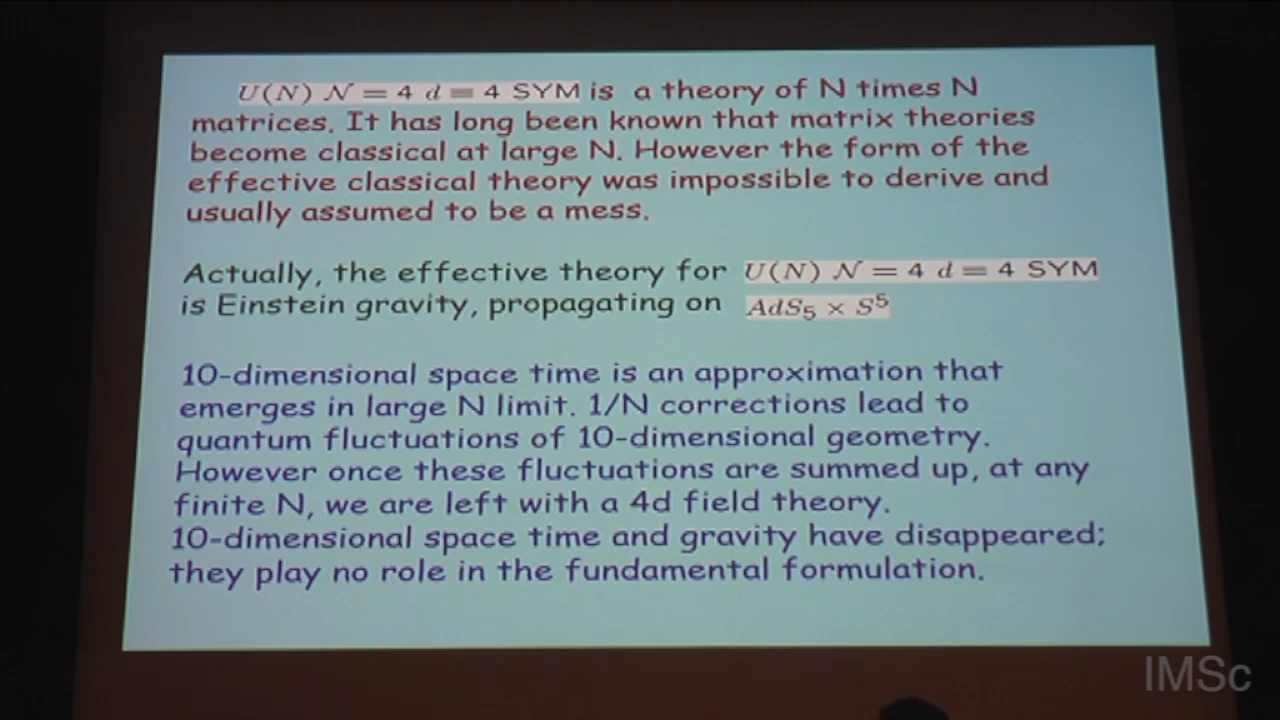 U(N) 𝒩 = 4 d = 4 SYM is a theory of N times N
matrices. It has long been known that matrix theories
become classical at large N. However the form of the
effective classical theory was impossible to derive and
usually assumed to be a mess.
Actually, the effective theory for U(N) 𝒩 = 4 d = 4 SYM
is Einstein gravity, propagating on AdS₅ × S⁵
10-dimensional space time is an approximation that
emerges in large N limit. 1/N corrections lead to
quantum fluctuations of 10-dimensional geometry.
However once these fluctuations are summed up, at any
finite N, we are left with a 4d field theory.
10-dimensional space time and gravity have disappeared;
they play no role in the fundamental formulation.
IMSc